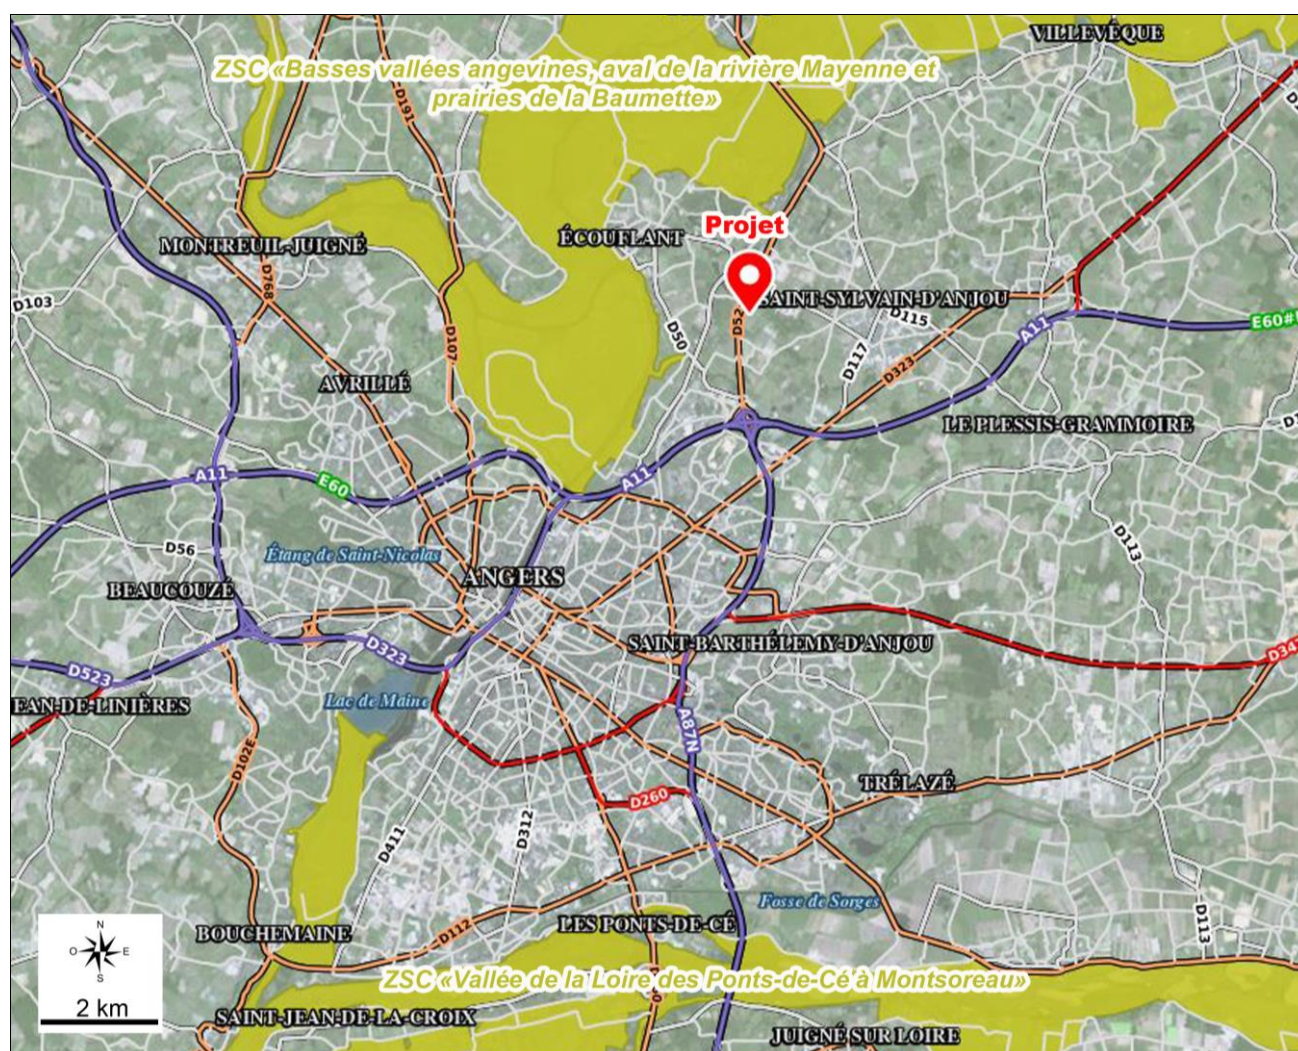 VILLEVÊQUE
ZSC «Basses vallées angevines, aval de la rivière Mayenne et
prairies de la Baumette»
D191
Projet
MONTREUIL-JUIGNÉ
ÉCOUFLANT
D768
D103
SAINT-SYLVAIN-D'ANJOU
D52
D115
D50
D107
A11
E60
D117
D323
AVRILLÉ
LE PLESSIS-GRAMMOIRE
A11
A11
E60
D56
Étang de Saint-Nicolas
D113
ANGERS
BEAUCOUZÉ
SAINT-BARTHÉLEMY-D'ANJOU
D323
D523
D347
EAN-DE-LINIÈRES
Lac de Maine
A87N
D102E
TRÉLAZÉ
D260
D411
D312
Fosse de Sorges
BOUCHEMAINE
D112
LES PONTS-DE-CÉ
D113
N
O
E
S
2 km
ZSC «Vallée de la Loire des Ponts-de-Cé à Montsoreau»
SAINT-JEAN-DE-LA-CROIX
JUIGNÉ SUR LOIRE